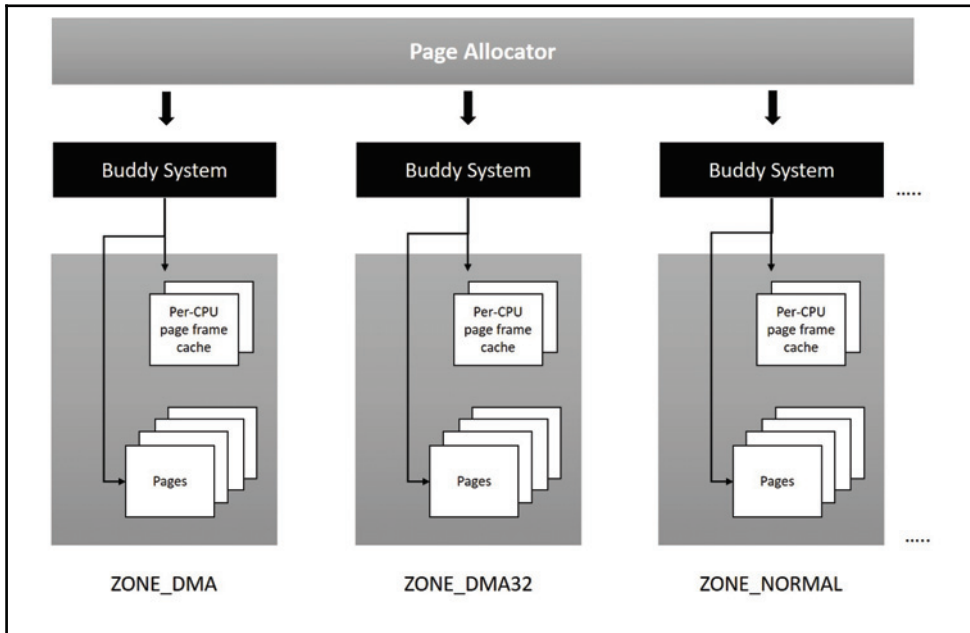 Page Allocator
Buddy System
Buddy System
Buddy System
.....
Per-CPU
page frame
cache
Per-CPU
page frame
cache
Per-CPU
page frame
cache
Pages
Pages
Pages
.....
ZONE_DMA
ZONE_DMA32
ZONE_NORMAL